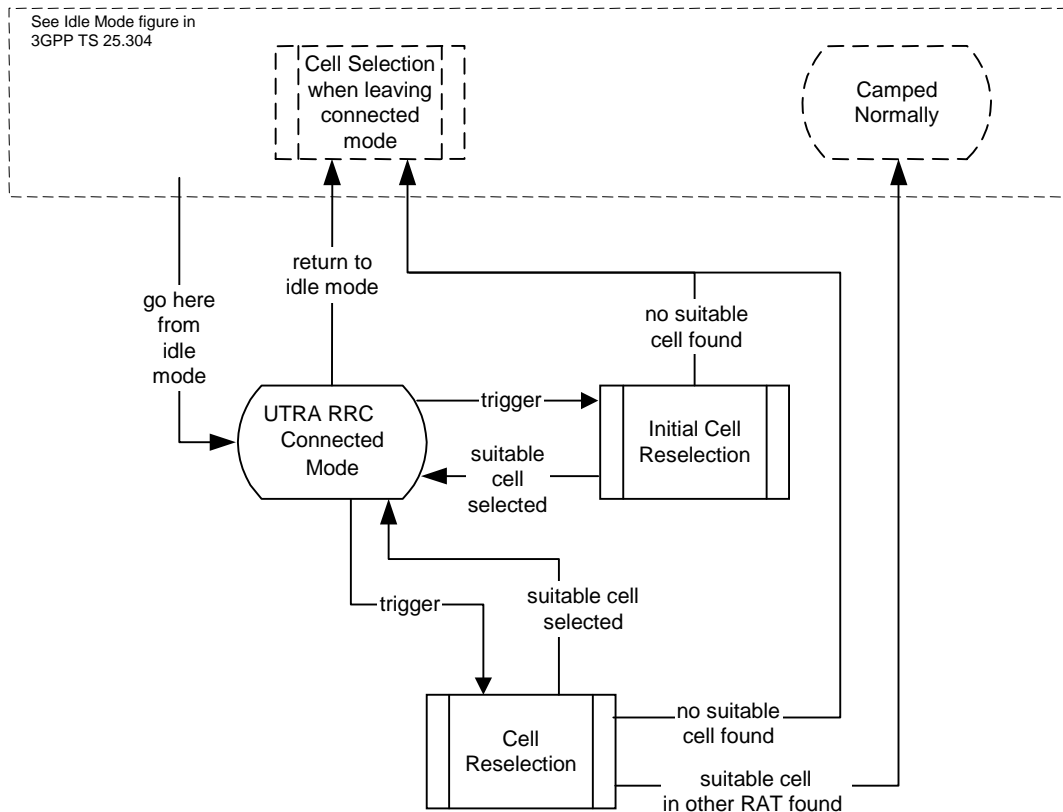 See Idle Mode figure in
3GPP TS 25.304
Cell Selection
when leaving
connected
mode
Camped
Normally
return to
idle mode
go here
from
idle
mode
no suitable
cell found
UTRA RRC
Connected
Mode
trigger
Initial Cell
Reselection
suitable
cell
selected
trigger
suitable cell
selected
Cell
Reselection
no suitable
cell found
suitable cell
in other RAT found